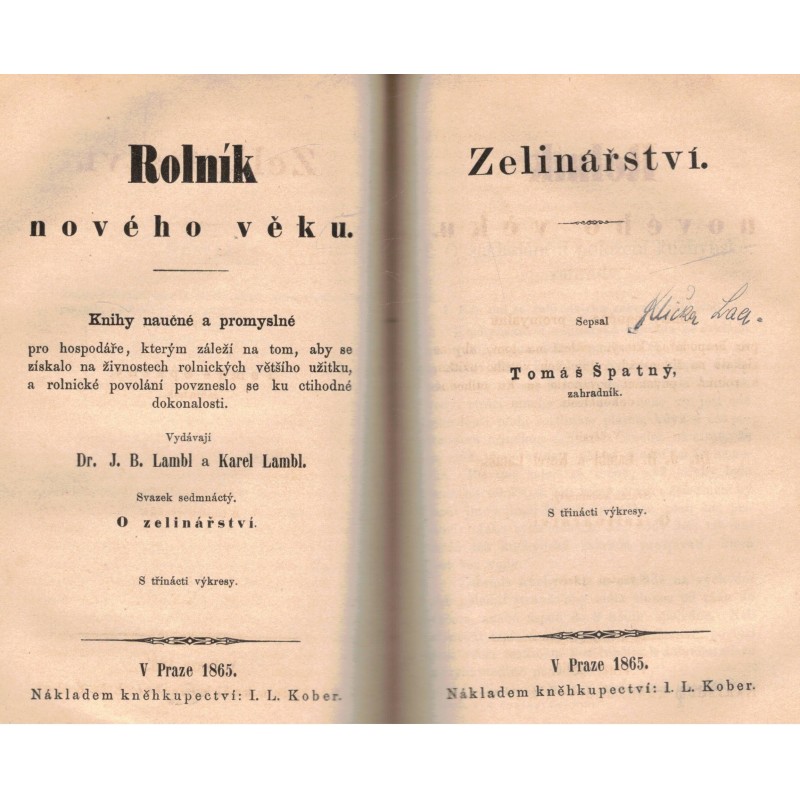 Rolník
nového věku.
Knihy naučné a promyslné
pro hospodáře, kterým záleží na tom, aby se
získalo na živnostech rolnických většího užitku,
a rolnické povolání povzneslo se ku ctihodné
dokonalosti.
Vydávají
Dr. J. B. Lambl a Karel Lambl.
Svazek sedmnáctý.
O zelinářství.
S třinácti výkresy.
V Praze 1865.
Nákladem kněhkupectví: I. L. Kober.
Zelinářství.
Sepsal
Tomáš Špatný,
zahradník.
S třinácti výkresy.
V Praze 1865.
Nákladem kněhkupectví: I. L. Kober.